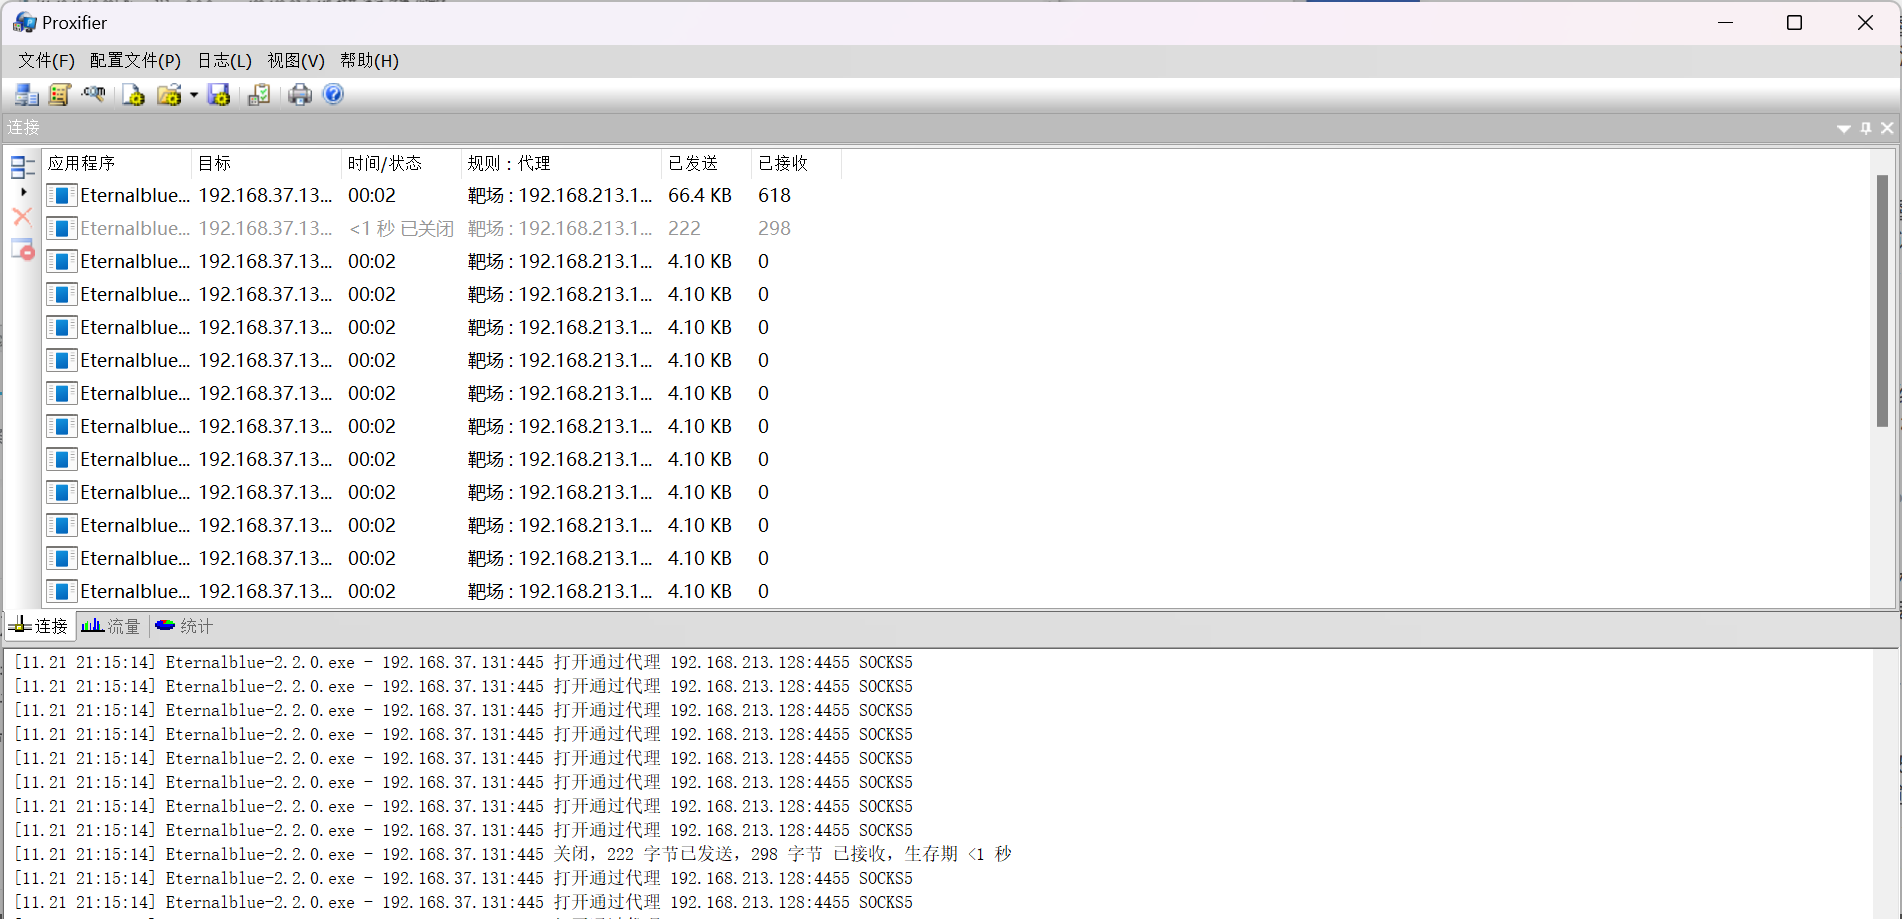 Proxifier
文件(F) 配置文件(P) 日志(L) 视图(V) 帮助(H)
连接
应用程序 目标 时间/状态 规则 : 代理 已发送 已接收
Eternalblue... 192.168.37.13... 00:02 靶场 : 192.168.213.1... 66.4 KB 618
Eternalblue... 192.168.37.13... <1 秒 已关闭 靶场 : 192.168.213.1... 222 298
Eternalblue... 192.168.37.13... 00:02 靶场 : 192.168.213.1... 4.10 KB 0
Eternalblue... 192.168.37.13... 00:02 靶场 : 192.168.213.1... 4.10 KB 0
Eternalblue... 192.168.37.13... 00:02 靶场 : 192.168.213.1... 4.10 KB 0
Eternalblue... 192.168.37.13... 00:02 靶场 : 192.168.213.1... 4.10 KB 0
Eternalblue... 192.168.37.13... 00:02 靶场 : 192.168.213.1... 4.10 KB 0
Eternalblue... 192.168.37.13... 00:02 靶场 : 192.168.213.1... 4.10 KB 0
Eternalblue... 192.168.37.13... 00:02 靶场 : 192.168.213.1... 4.10 KB 0
Eternalblue... 192.168.37.13... 00:02 靶场 : 192.168.213.1... 4.10 KB 0
Eternalblue... 192.168.37.13... 00:02 靶场 : 192.168.213.1... 4.10 KB 0
Eternalblue... 192.168.37.13... 00:02 靶场 : 192.168.213.1... 4.10 KB 0
Eternalblue... 192.168.37.13... 00:02 靶场 : 192.168.213.1... 4.10 KB 0
连接 流量 统计
[11.21 21:15:14] Eternalblue-2.2.0.exe - 192.168.37.131:445 打开通过代理 192.168.213.128:4455 SOCKS5
[11.21 21:15:14] Eternalblue-2.2.0.exe - 192.168.37.131:445 打开通过代理 192.168.213.128:4455 SOCKS5
[11.21 21:15:14] Eternalblue-2.2.0.exe - 192.168.37.131:445 打开通过代理 192.168.213.128:4455 SOCKS5
[11.21 21:15:14] Eternalblue-2.2.0.exe - 192.168.37.131:445 打开通过代理 192.168.213.128:4455 SOCKS5
[11.21 21:15:14] Eternalblue-2.2.0.exe - 192.168.37.131:445 打开通过代理 192.168.213.128:4455 SOCKS5
[11.21 21:15:14] Eternalblue-2.2.0.exe - 192.168.37.131:445 打开通过代理 192.168.213.128:4455 SOCKS5
[11.21 21:15:14] Eternalblue-2.2.0.exe - 192.168.37.131:445 打开通过代理 192.168.213.128:4455 SOCKS5
[11.21 21:15:14] Eternalblue-2.2.0.exe - 192.168.37.131:445 打开通过代理 192.168.213.128:4455 SOCKS5
[11.21 21:15:14] Eternalblue-2.2.0.exe - 192.168.37.131:445 关闭，222 字节已发送，298 字节 已接收，生存期 <1 秒
[11.21 21:15:14] Eternalblue-2.2.0.exe - 192.168.37.131:445 打开通过代理 192.168.213.128:4455 SOCKS5
[11.21 21:15:14] Eternalblue-2.2.0.exe - 192.168.37.131:445 打开通过代理 192.168.213.128:4455 SOCKS5